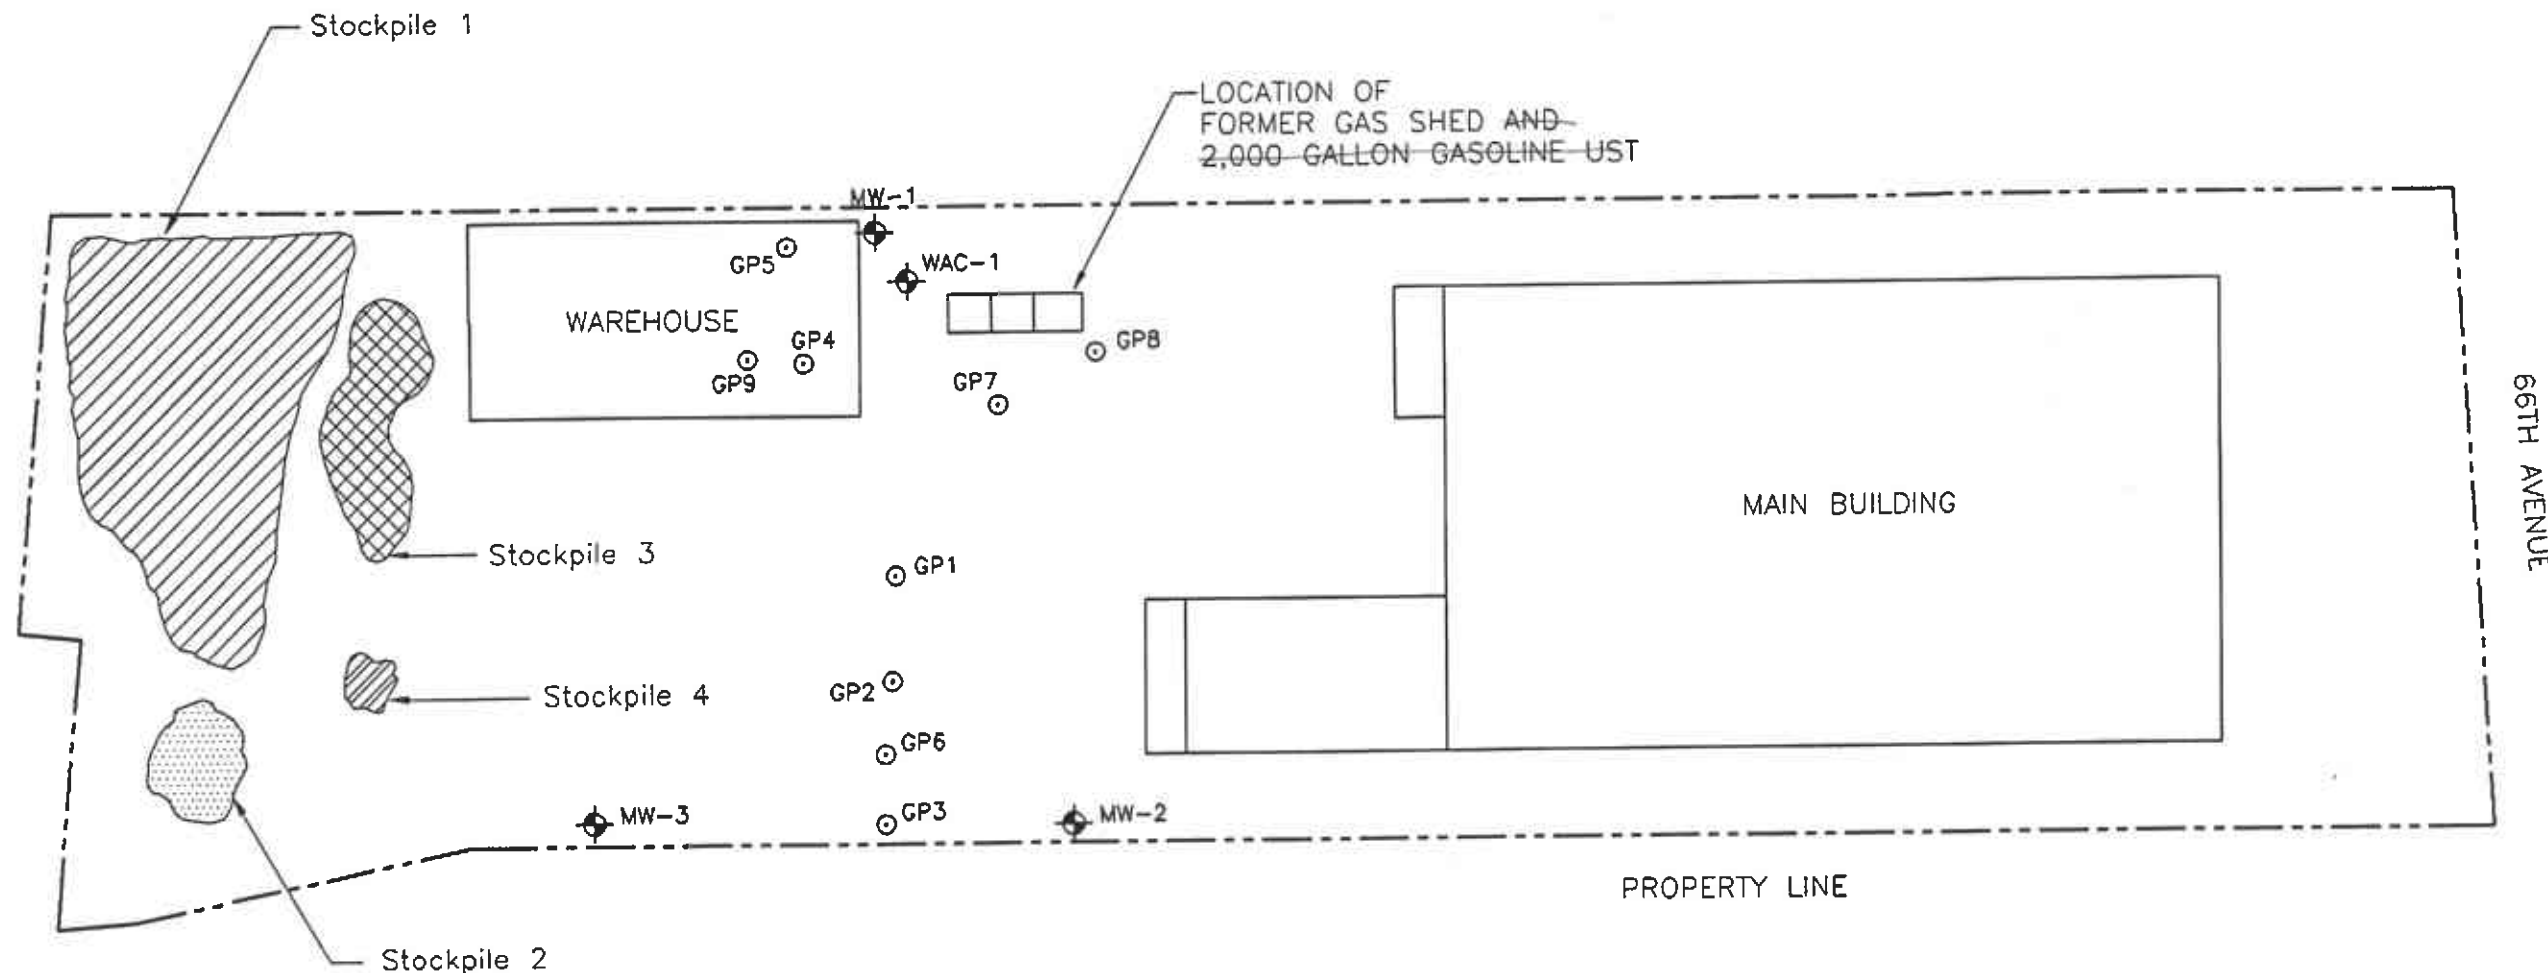 Stockpile 1
LOCATION OF
FORMER GAS SHED AND
2,000 GALLON GASOLINE UST
MW-1
GP5
WAC-1
WAREHOUSE
GP4
GP9
GP7
GP8
MAIN BUILDING
66TH AVENUE
Stockpile 3
GP1
Stockpile 4
GP2
GP6
MW-3
GP3
MW-2
PROPERTY LINE
Stockpile 2